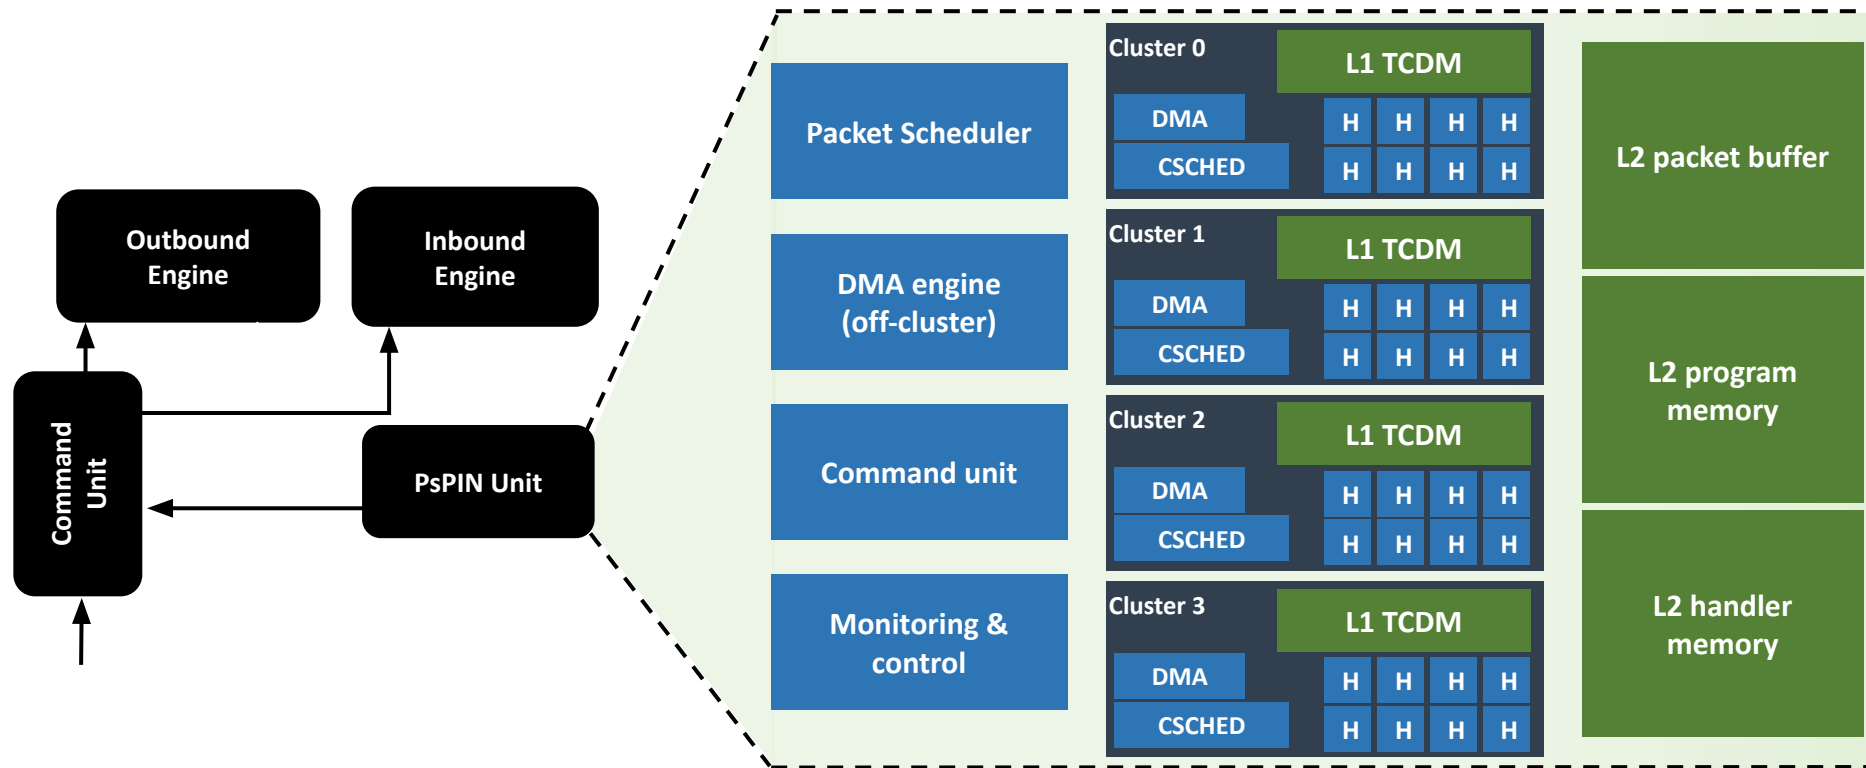 Outbound
Engine
Inbound
Engine
Command
Unit
PsPIN Unit
Packet Scheduler
DMA engine
(off-cluster)
Command unit
Monitoring &
control
Cluster 0
L1 TCDM
DMA
CSCHED
H H H H
H H H H
Cluster 1
L1 TCDM
DMA
CSCHED
H H H H
H H H H
Cluster 2
L1 TCDM
DMA
CSCHED
H H H H
H H H H
Cluster 3
L1 TCDM
DMA
CSCHED
H H H H
H H H H
L2 packet buffer
L2 program
memory
L2 handler
memory